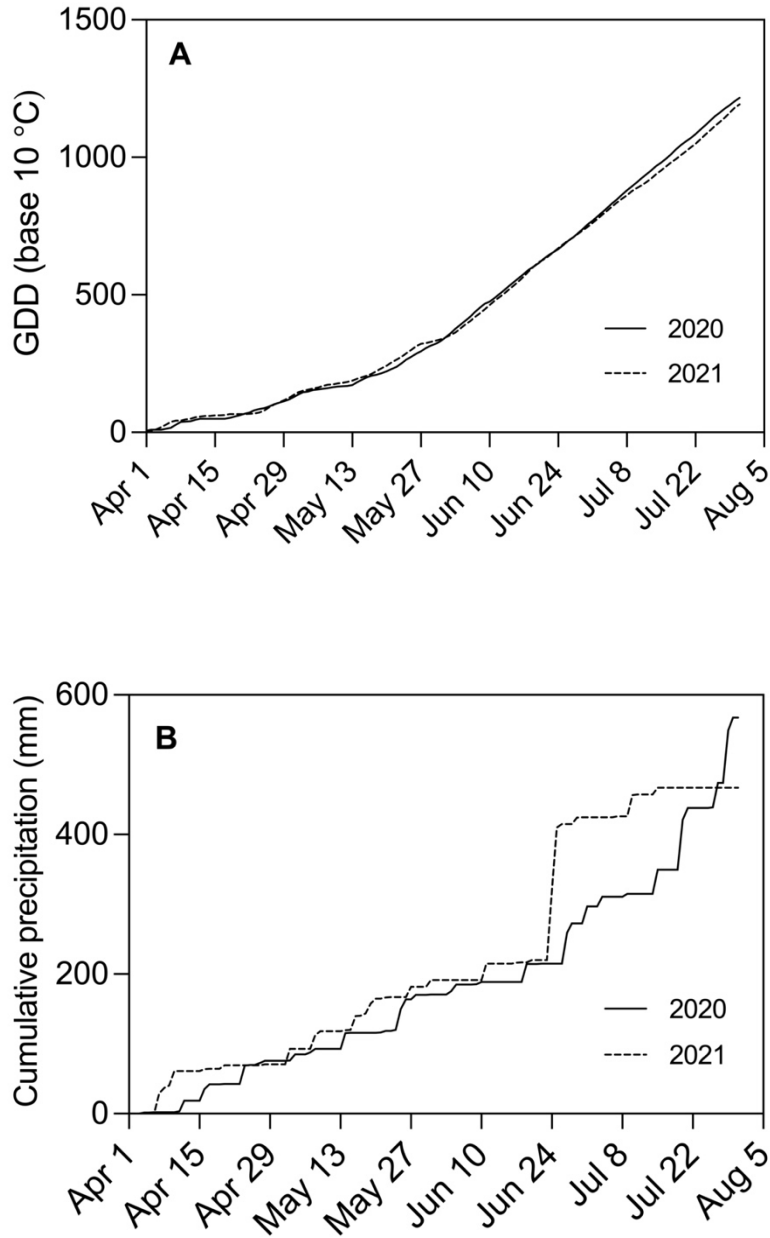 A
GDD (base 10 °C)
1500
1000
500
0
2020
2021
Apr 1
Apr 15
Apr 29
May 13
May 27
Jun 10
Jun 24
Jul 8
Jul 22
Aug 5
B
Cumulative precipitation (mm)
600
400
200
0
2020
2021
Apr 1
Apr 15
Apr 29
May 13
May 27
Jun 10
Jun 24
Jul 8
Jul 22
Aug 5